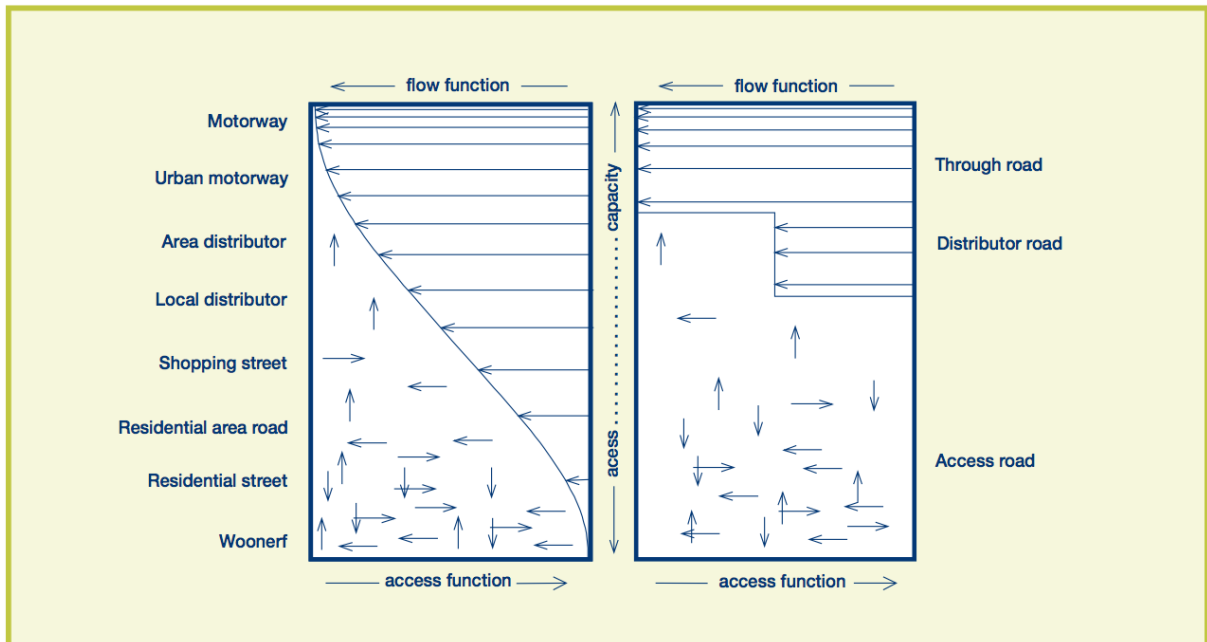 flow function
flow function
Motorway
Urban motorway
Area distributor
Local distributor
Shopping street
Residential area road
Residential street
Woonerf
capacity
acess
Through road
Distributor road
Access road
access function
access function